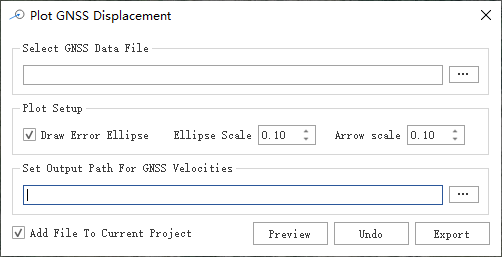 Plot GNSS Displacement
Select GNSS Data File
...
Plot Setup
Draw Error Ellipse Ellipse Scale 0.10 Arrow scale 0.10
Set Output Path For GNSS Velocities
...
Add File To Current Project Preview Undo Export